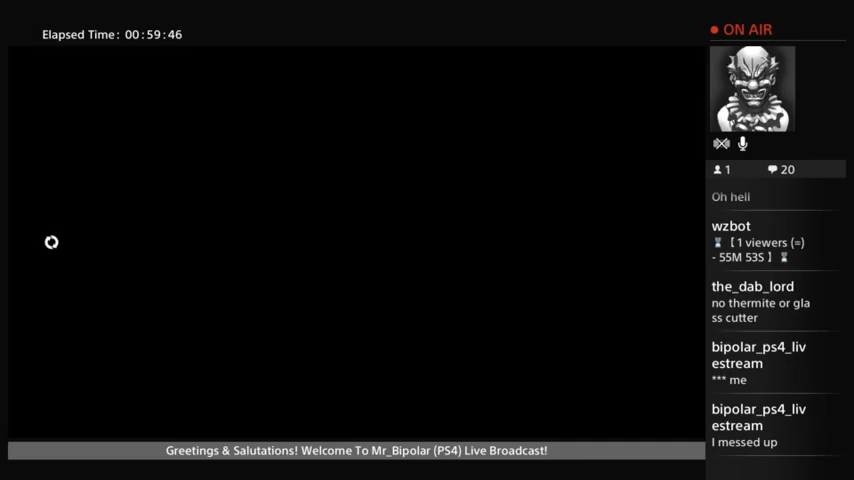 Elapsed Time: 00:59:46
ON AIR
1
20
Oh hell
wzbot
⌛【1 viewers (=)
- 55M 53S 】⌛
the_dab_lord
no thermite or gla
ss cutter
bipolar_ps4_liv
estream
*** me
bipolar_ps4_liv
estream
I messed up
Greetings & Salutations! Welcome To Mr_Bipolar (PS4) Live Broadcast!